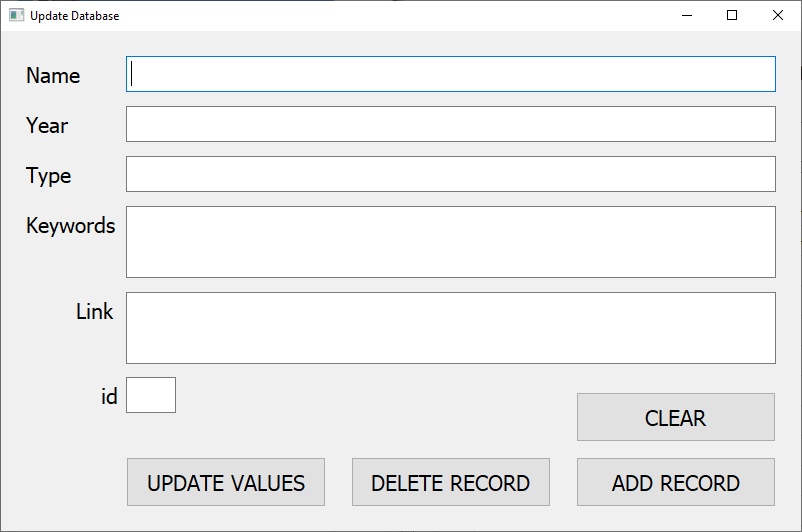 Update Database
Name
Year
Type
Keywords
Link
id
CLEAR
UPDATE VALUES DELETE RECORD ADD RECORD